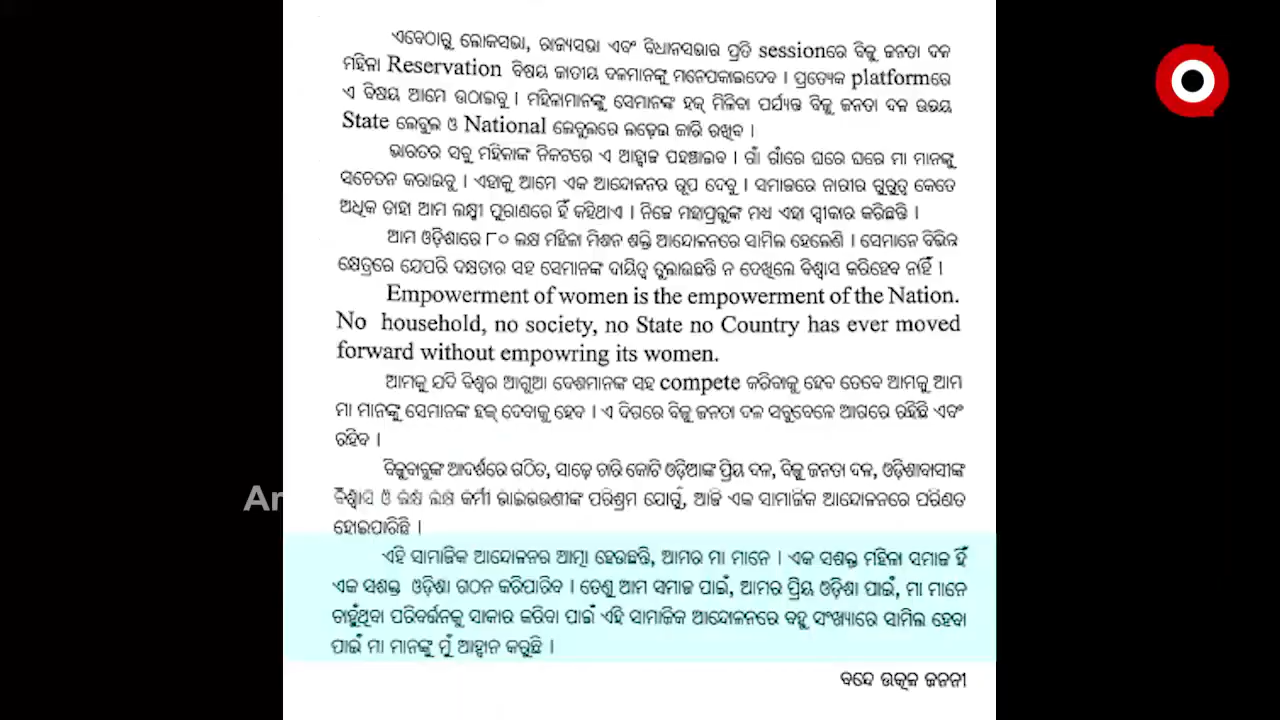 ଏବେଠାରୁ ଲୋକସଭା, ରାଜ୍ୟସଭା ଏବଂ ବିଧାନସଭାର ପ୍ରତି sessionରେ ବିଜୁ ଜନତା ଦଳ
ମହିଳା Reservation ବିଷୟ ଜାତୀୟ ଦଳମାନଙ୍କୁ ମନେପକାଇଦେବ । ପ୍ରତ୍ୟେକ platformରେ
ଏ ବିଷୟ ଆମେ ଉଠାଇବୁ । ମହିଳାମାନଙ୍କୁ ସେମାନଙ୍କ ହକ୍ ମିଳିବା ପର୍ଯ୍ୟନ୍ତ ବିଜୁ ଜନତା ଦଳ ଉଭୟ
State ଲେବୁଲ ଓ National ଲେବୁଲରେ ଲଢ଼େଇ ଜାରି ରଖିବ ।
ଭାରତର ସବୁ ମହିଳାଙ୍କ ନିକଟରେ ଏ ଆହ୍ବାନ ପହଞ୍ଚାଇବ । ଗାଁ ଗାଁରେ ଘରେ ଘରେ ମା ମାନଙ୍କୁ
ସଚେତନ କରାଇବୁ । ଏହାକୁ ଆମେ ଏକ ଆନ୍ଦୋଳନର ରୂପ ଦେବୁ । ସମାଜରେ ନାରୀର ଗୁରୁତ୍ୱ କେତେ
ଅଧିକ ତାହା ଆମ ଲକ୍ଷ୍ମୀ ପୁରାଣରେ ହିଁ କହିଥାଏ । ନିଜେ ମହାପ୍ରଭୁଙ୍କ ମଧ୍ୟ ଏହା ସ୍ୱୀକାର କରିଛନ୍ତି ।
ଆମ ଓଡ଼ିଶାରେ ୮୦ ଲକ୍ଷ ମହିଳା ମିଶନ ଶକ୍ତି ଆନ୍ଦୋଳନରେ ସାମିଲ ହେଲେଣି । ସେମାନେ ବିଭିନ୍ନ
କ୍ଷେତ୍ରରେ ଯେପରି ଦକ୍ଷତାର ସହ ସେମାନଙ୍କ ଦାୟିତ୍ୱ ତୁଲାଉଛନ୍ତି ନ ଦେଖିଲେ ବିଶ୍ୱାସ କରିହେବ ନାହିଁ ।
Empowerment of women is the empowerment of the Nation.
No household, no society, no State no Country has ever moved
forward without empowring its women.
ଆମକୁ ଯଦି ବିଶ୍ୱର ଆଗୁଆ ଦେଶମାନଙ୍କ ସହ compete କରିବାକୁ ହେବ ତେବେ ଆମକୁ ଆମ
ମା ମାନଙ୍କୁ ସେମାନଙ୍କ ହକ୍ ଦେବାକୁ ହେବ । ଏ ଦିଗରେ ବିଜୁ ଜନତା ଦଳ ସବୁବେଳେ ଆଗରେ ରହିଛି ଏବଂ
ରହିବ ।
ବିଜୁବାବୁଙ୍କ ଆଦର୍ଶରେ ଗଠିତ, ସାଢ଼େ ଚାରି କୋଟି ଓଡ଼ିଆଙ୍କ ପ୍ରିୟ ଦଳ, ବିଜୁ ଜନତା ଦଳ, ଓଡ଼ିଶାବାସୀଙ୍କ
ବିଶ୍ୱାସ ଓ ଲକ୍ଷ ଲକ୍ଷ କର୍ମୀ ଭାଇଭଉଣୀଙ୍କ ପରିଶ୍ରମ ଯୋଗୁଁ, ଆଜି ଏକ ସାମାଜିକ ଆନ୍ଦୋଳନରେ ପରିଣତ
ହୋଇପାରିଛି ।
ଏହି ସାମାଜିକ ଆନ୍ଦୋଳନର ଆତ୍ମା ହେଉଛନ୍ତି, ଆମର ମା ମାନେ । ଏକ ସଶକ୍ତ ମହିଳା ସମାଜ ହିଁ
ଏକ ସଶକ୍ତ ଓଡ଼ିଶା ଗଠନ କରିପାରିବ । ତେଣୁ ଆମ ସମାଜ ପାଇଁ, ଆମର ପ୍ରିୟ ଓଡ଼ିଶା ପାଇଁ, ମା ମାନେ
ଚାହୁଁଥିବା ପରିବର୍ତ୍ତନକୁ ସାକାର କରିବା ପାଇଁ ଏହି ସାମାଜିକ ଆନ୍ଦୋଳନରେ ବହୁ ସଂଖ୍ୟାରେ ସାମିଲ ହେବା
ପାଇଁ ମା ମାନଙ୍କୁ ମୁଁ ଆହ୍ୱାନ କରୁଛି ।
ବନ୍ଦେ ଉତ୍କଳ ଜନନୀ